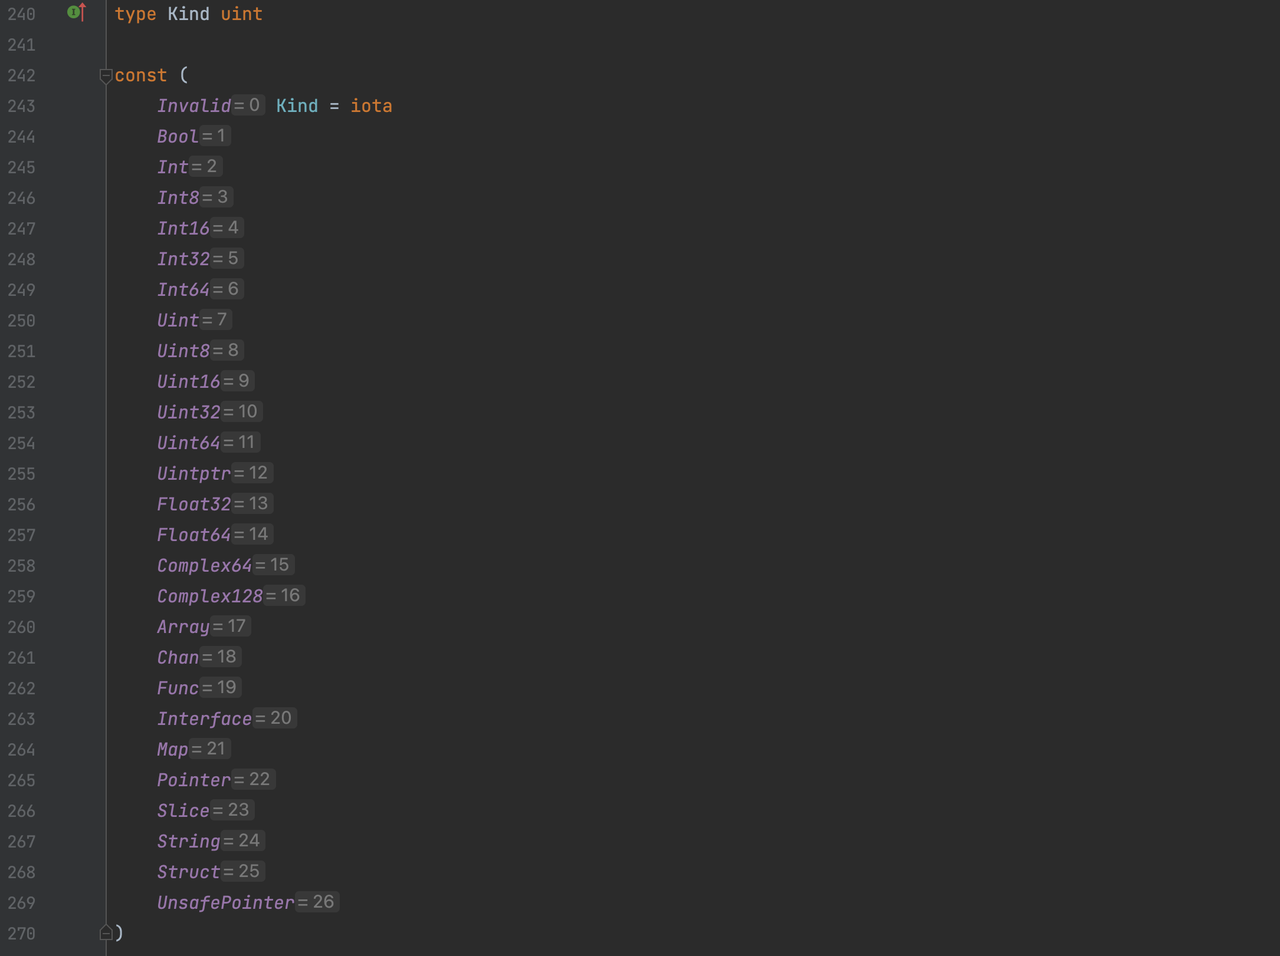 240 type Kind uint
241
242 const (
243 Invalid = 0 Kind = iota
244 Bool = 1
245 Int = 2
246 Int8 = 3
247 Int16 = 4
248 Int32 = 5
249 Int64 = 6
250 Uint = 7
251 Uint8 = 8
252 Uint16 = 9
253 Uint32 = 10
254 Uint64 = 11
255 Uintptr = 12
256 Float32 = 13
257 Float64 = 14
258 Complex64 = 15
259 Complex128 = 16
260 Array = 17
261 Chan = 18
262 Func = 19
263 Interface = 20
264 Map = 21
265 Pointer = 22
266 Slice = 23
267 String = 24
268 Struct = 25
269 UnsafePointer = 26
270 )